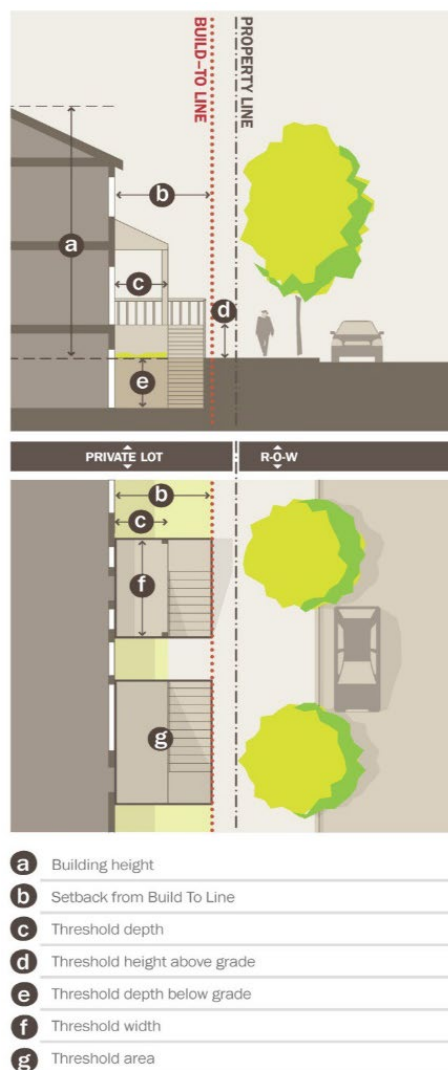 BUILD-TO LINE
PROPERTY LINE
b
a
c
d
e
PRIVATE LOT
R-O-W
b
c
f
g
a Building height
b Setback from Build To Line
c Threshold depth
d Threshold height above grade
e Threshold depth below grade
f Threshold width
g Threshold area